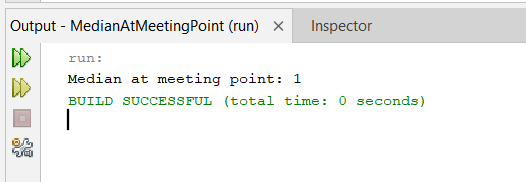 Output - MedianAtMeetingPoint (run) × Inspector
run:
Median at meeting point: 1
BUILD SUCCESSFUL (total time: 0 seconds)